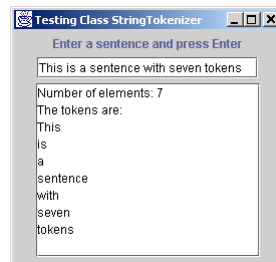 Testing Class StringTokenizer
Enter a sentence and press Enter
This is a sentence with seven tokens
Number of elements: 7
The tokens are:
This
is
a
sentence
with
seven
tokens